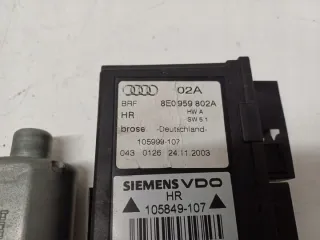 02A
BRF 8E0 959 802A
HR HW A
SW 5.1
brose -Deutschland-
105999-107
043 0126 24.11.2003
SIEMENS VDO
HR
105849-107